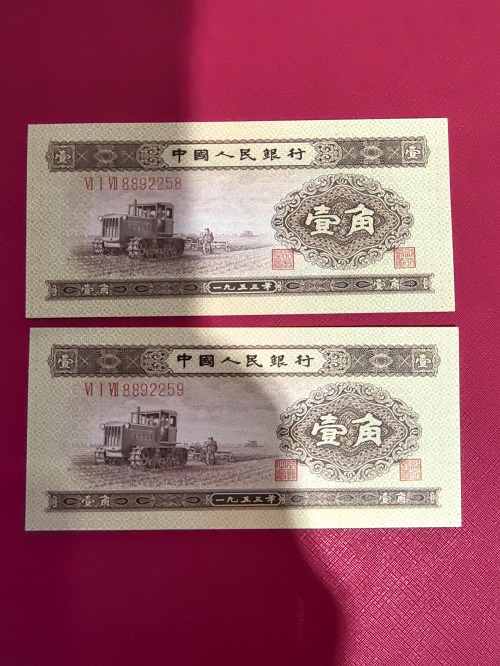 壹 中國人民銀行 壹
VI I VII 8892258
壹角
壹角 一九五三年 壹角
壹 中國人民銀行 壹
VI I VII 8892259
壹角
壹角 一九五三年 壹角